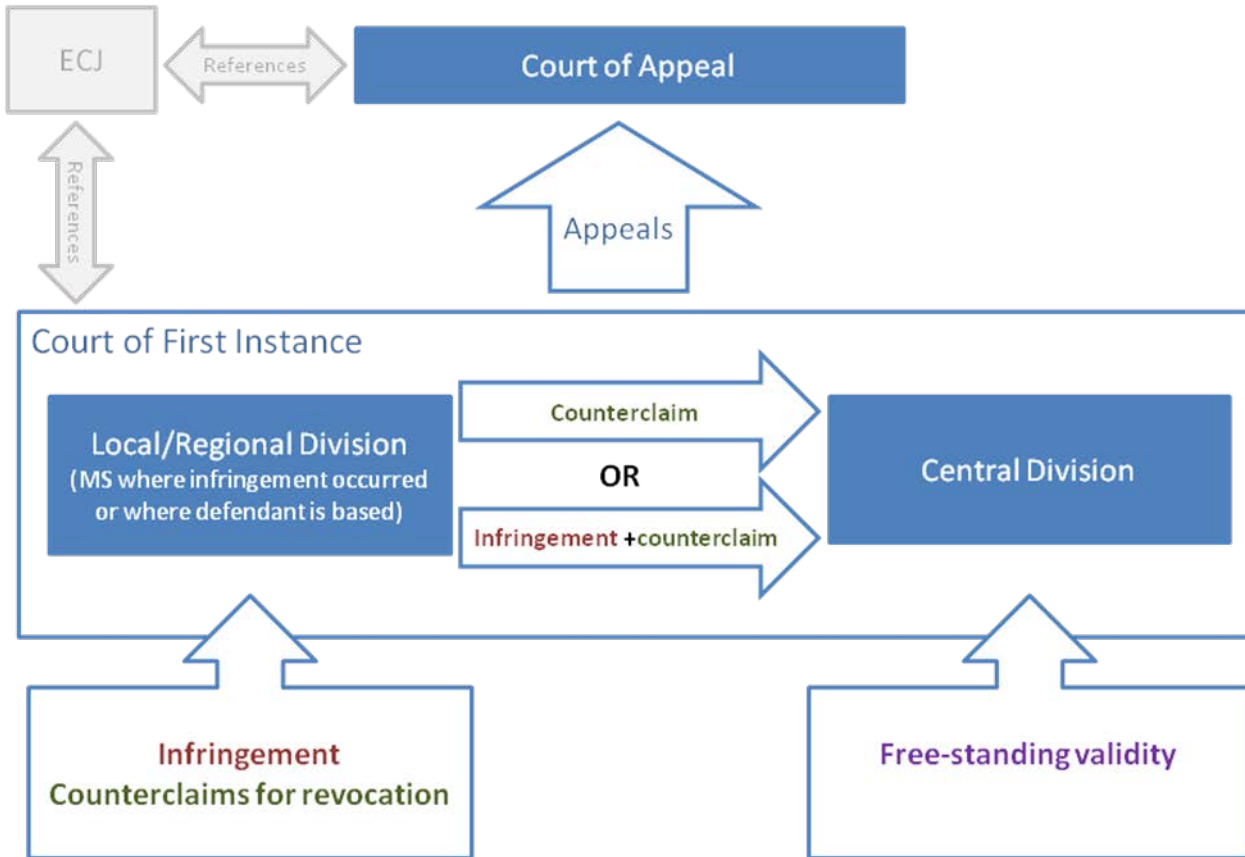 ECJ
References
Court of Appeal
References
Appeals
Court of First Instance
Local/Regional Division
(MS where infringement occurred
or where defendant is based)
Counterclaim
OR
Infringement +counterclaim
Central Division
Infringement
Counterclaims for revocation
Free-standing validity